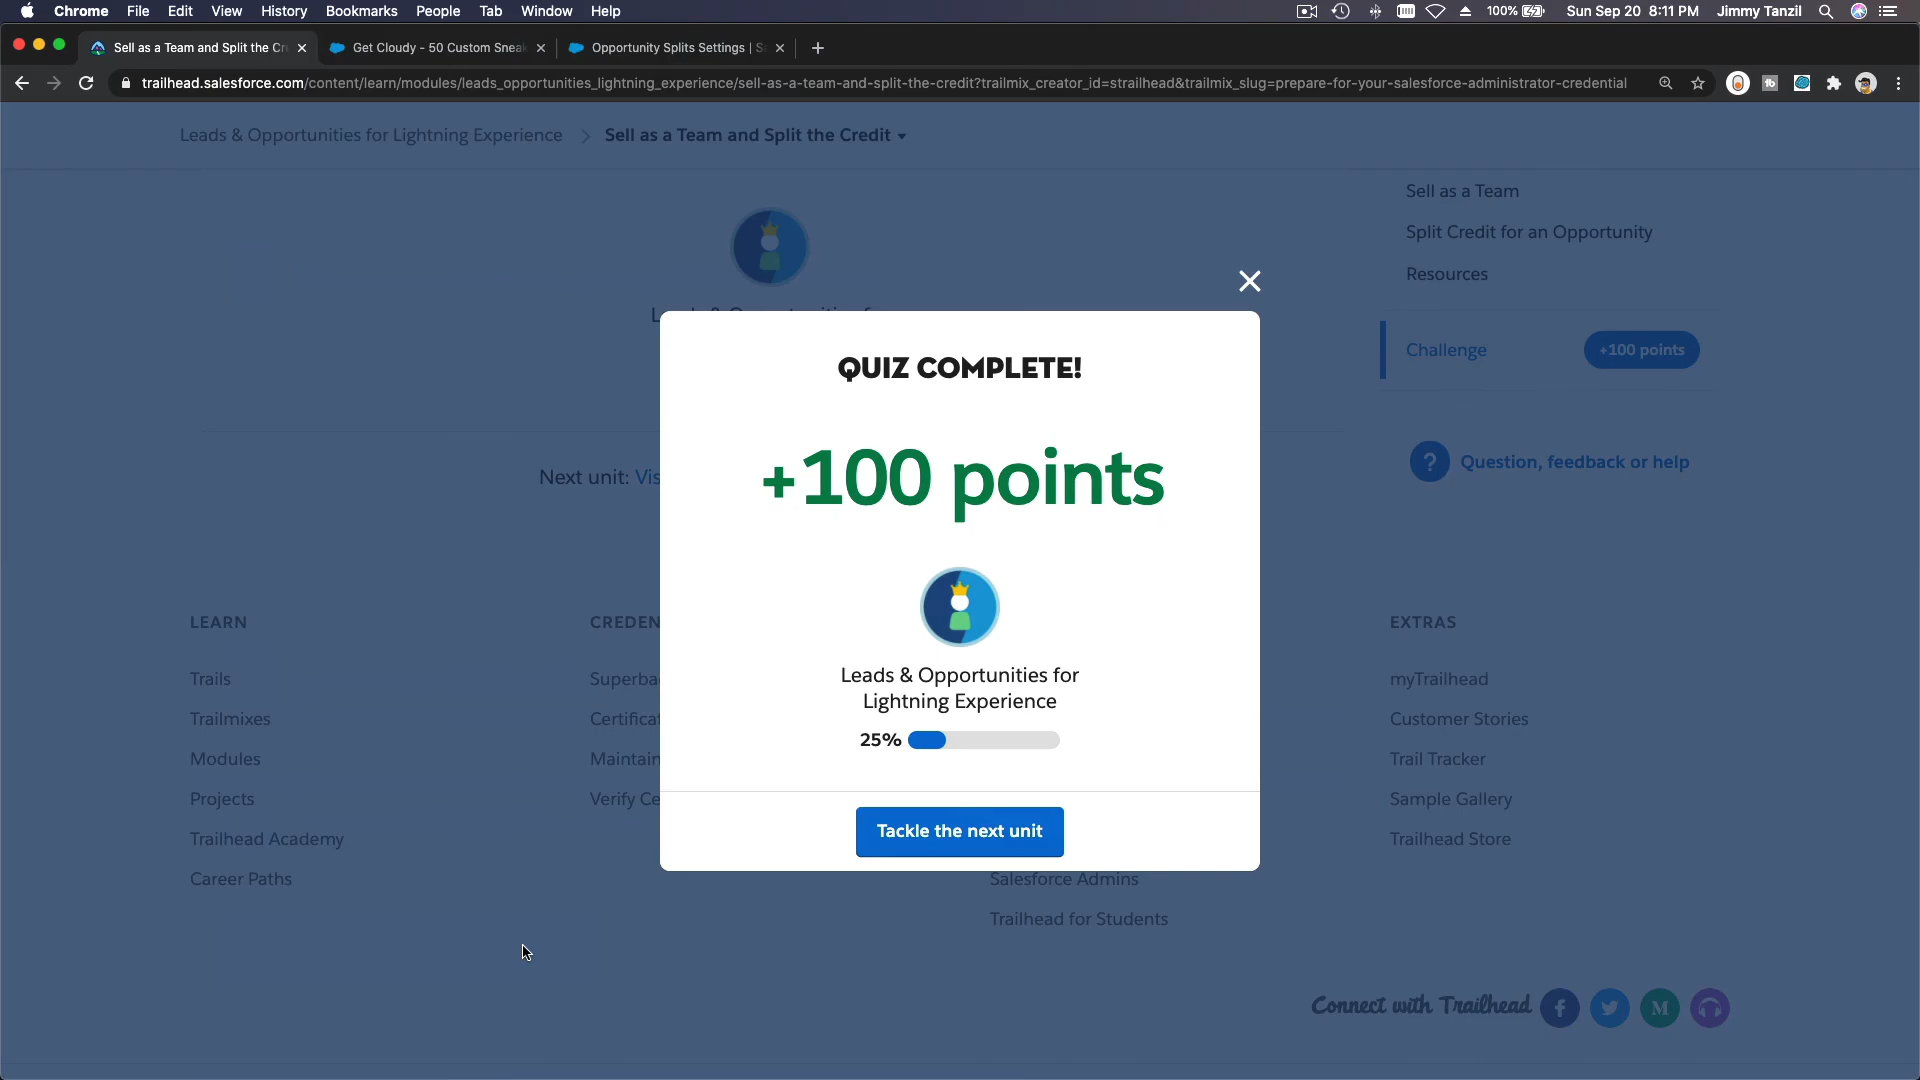 Chrome File Edit View History Bookmarks People Tab Window Help 100% Sun Sep 20 8:11 PM Jimmy Tanzil
Sell as a Team and Split the Cr Get Cloudy - 50 Custom Sneak Opportunity Splits Settings | S
trailhead.salesforce.com/content/learn/modules/leads_opportunities_lightning_experience/sell-as-a-team-and-split-the-credit?trailmix_creator_id=strailhead&trailmix_slug=prepare-for-your-salesforce-administrator-credential
Leads & Opportunities for Lightning Experience > Sell as a Team and Split the Credit
Sell as a Team
Split Credit for an Opportunity
Resources
Challenge +100 points
Question, feedback or help
Next unit: Vis
QUIZ COMPLETE!
+100 points
Leads & Opportunities for
Lightning Experience
25%
Tackle the next unit
LEARN
Trails
Trailmixes
Modules
Projects
Trailhead Academy
Career Paths
CREDEN
Superba
Certificat
Maintain
Verify Ce
Salesforce Admins
Trailhead for Students
EXTRAS
myTrailhead
Customer Stories
Trail Tracker
Sample Gallery
Trailhead Store
Connect with Trailhead